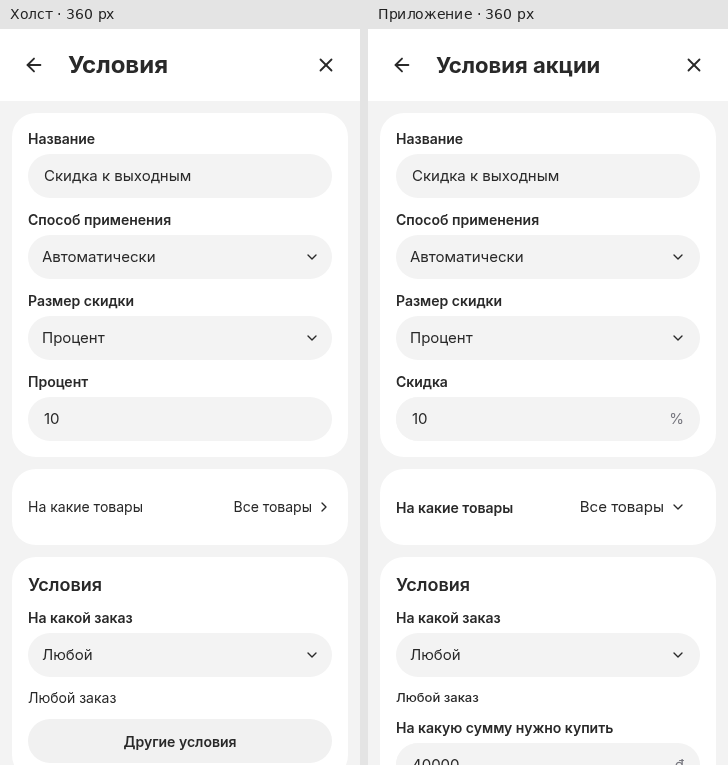 Холст · 360 px
Условия
Название
Скидка к выходным
Способ применения
Автоматически
Размер скидки
Процент
Процент
10
На какие товары
Все товары
Условия
На какой заказ
Любой
Любой заказ
Другие условия
Приложение · 360 px
Условия акции
Название
Скидка к выходным
Способ применения
Автоматически
Размер скидки
Процент
Скидка
10 %
На какие товары
Все товары
Условия
На какой заказ
Любой
Любой заказ
На какую сумму нужно купить
40000 ₫